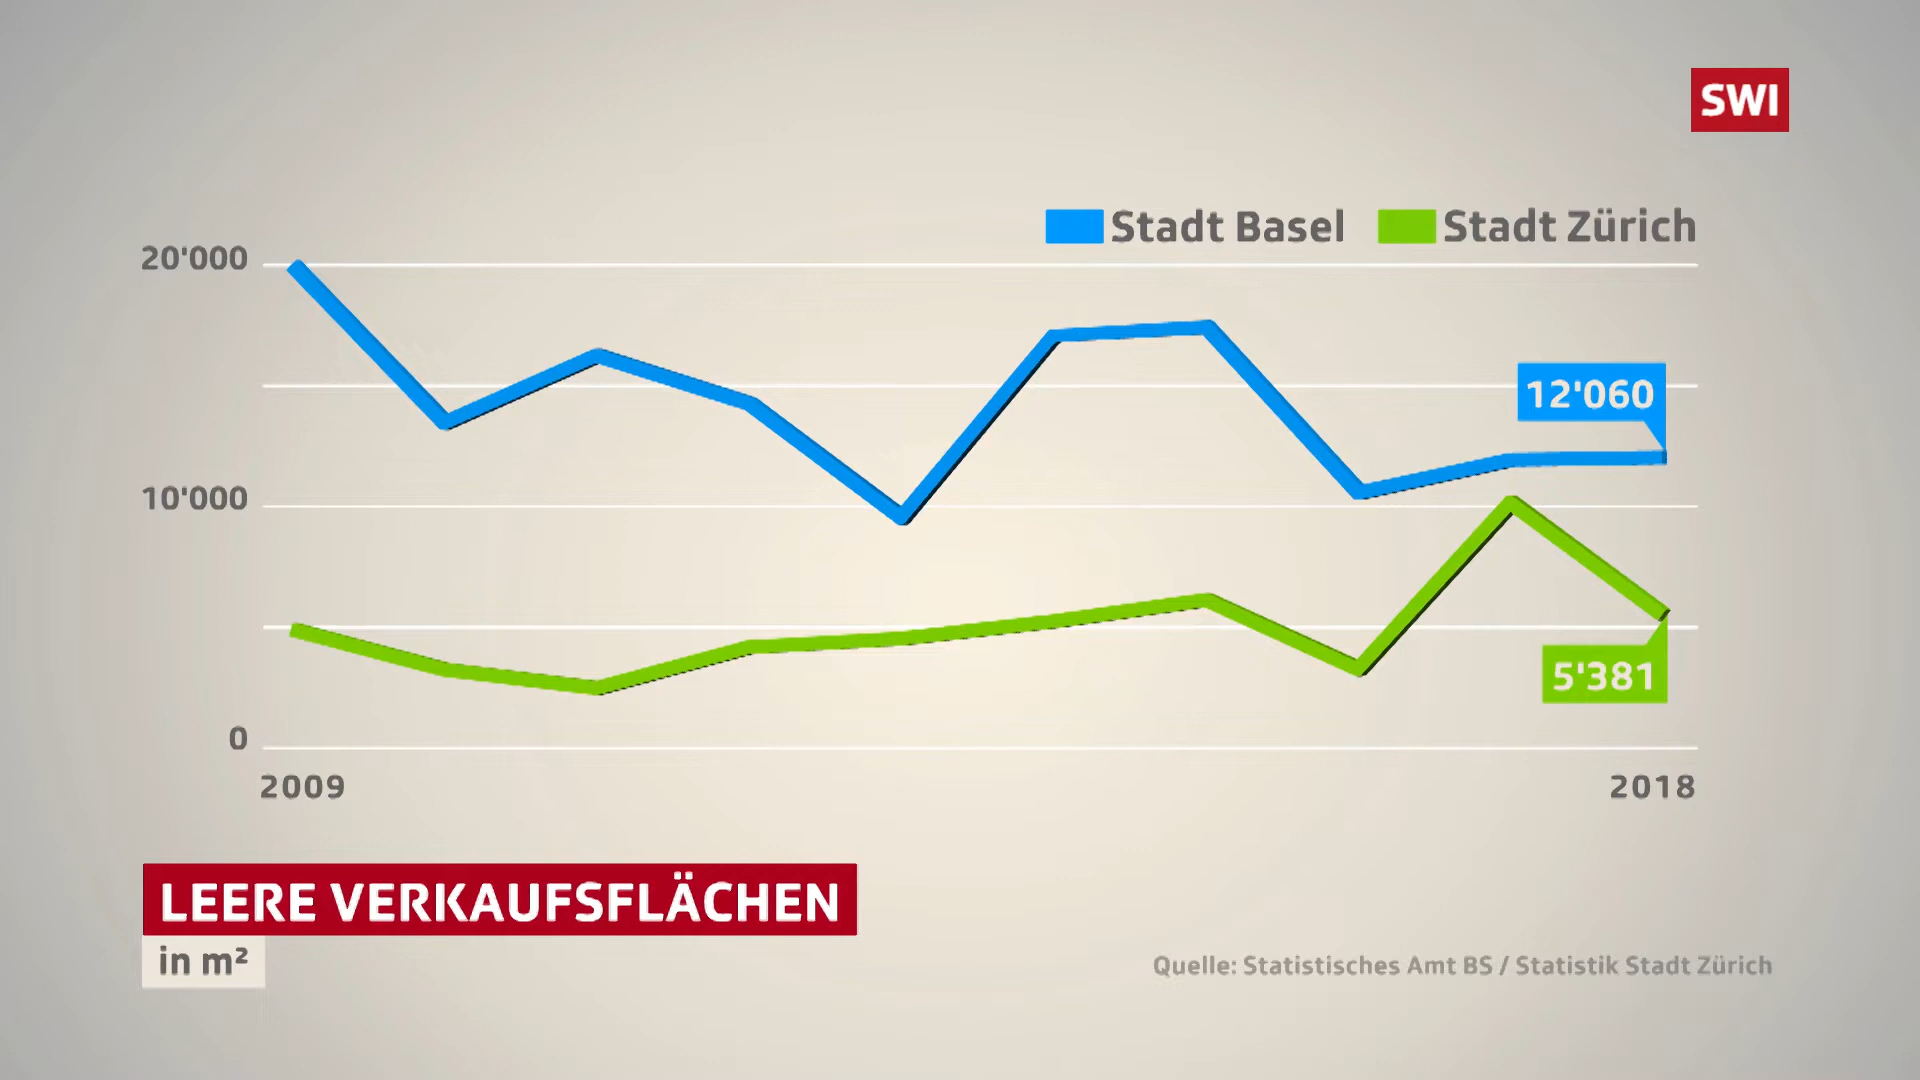 SWI
Stadt Basel
Stadt Zürich
20'000
12'060
10'000
5'381
0
2009
2018
LEERE VERKAUFSFLÄCHEN
in m²
Quelle: Statistisches Amt BS / Statistik Stadt Zürich